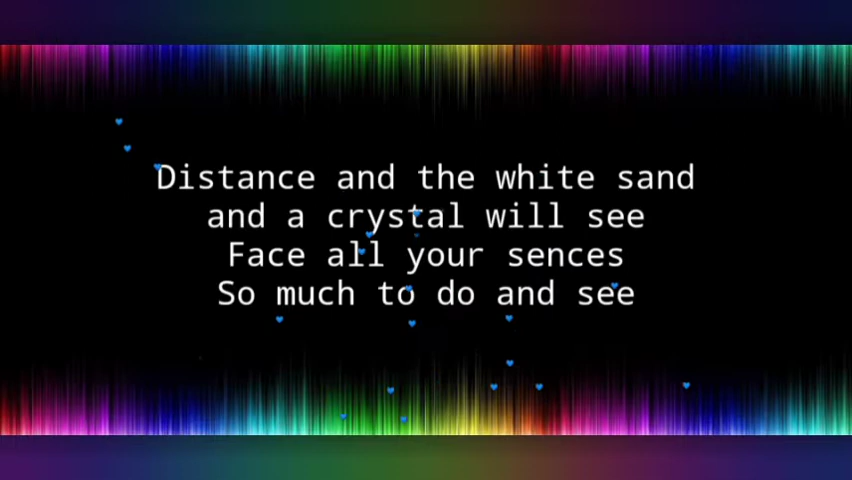 Distance and the white sand
and a crystal will see
Face all your sences
So much to do and see